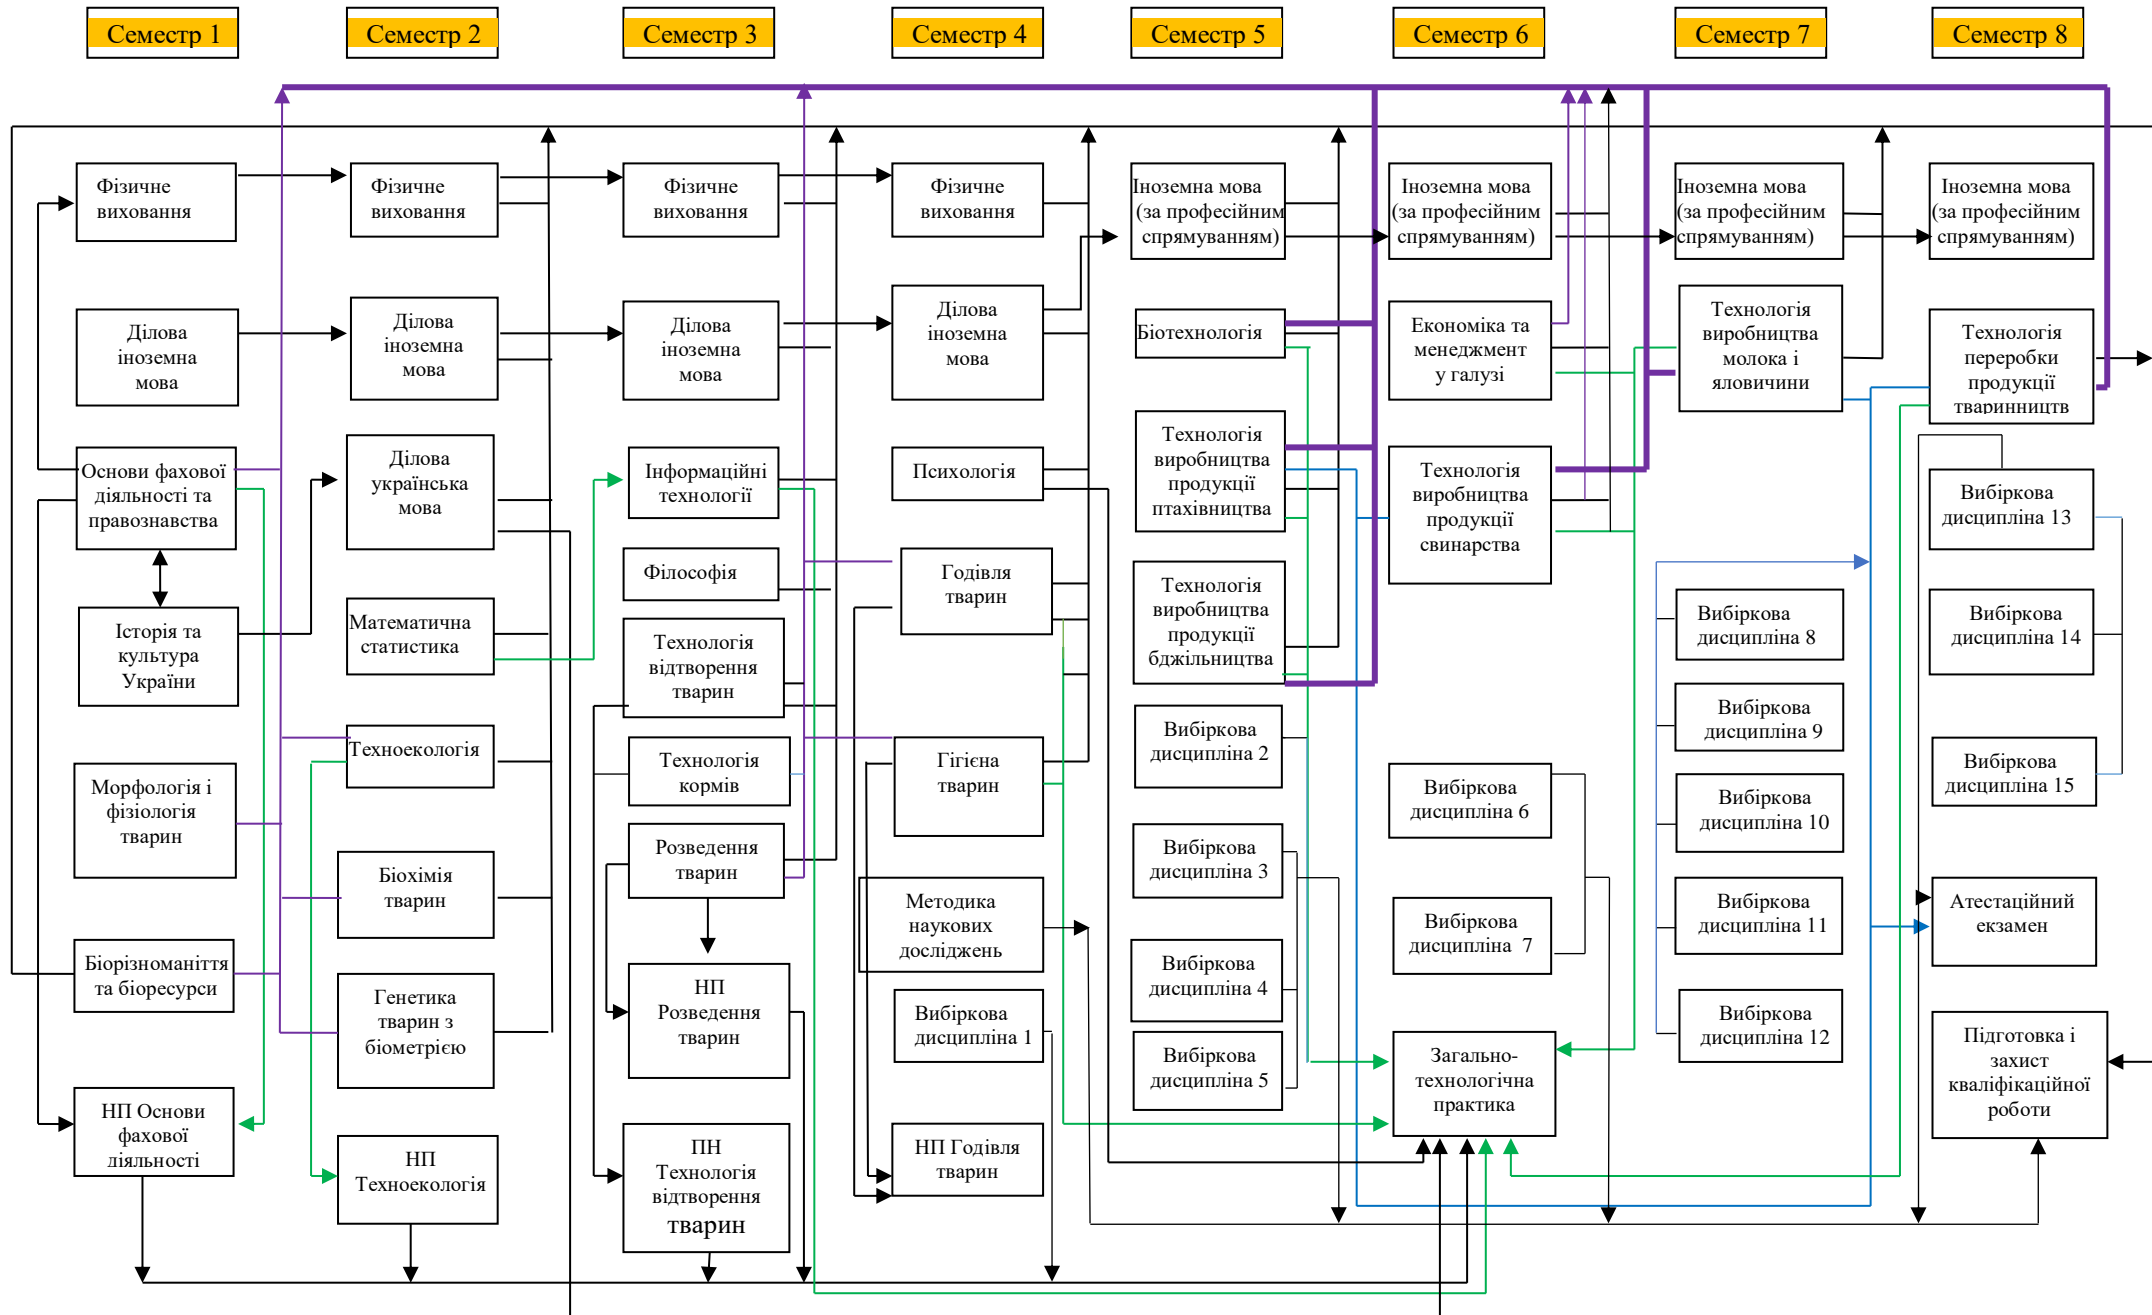 Семестр 1
Семестр 2
Семестр 3
Семестр 4
Семестр 5
Семестр 6
Семестр 7
Семестр 8
Фізичне
виховання
Ділова
іноземна
мова
Основи фахової
діяльності та
правознавства
Історія та
культура
України
Морфологія і
фізіологія
тварин
Біорізноманіття
та біоресурси
НП Основи
фахової
діяльності
Фізичне
виховання
Ділова
іноземна
мова
Ділова
українська
мова
Математична
статистика
Техноекологія
Біохімія
тварин
Генетика
тварин з
біометрією
НП
Техноекологія
Фізичне
виховання
Ділова
іноземна
мова
Інформаційні
технології
Філософія
Технологія
відтворення
тварин
Технологія
кормів
Розведення
тварин
НП
Розведення
тварин
ПН
Технологія
відтворення
тварин
Фізичне
виховання
Ділова
іноземна
мова
Психологія
Годівля
тварин
Гігієна
тварин
Методика
наукових
досліджень
Вибіркова
дисципліна 1
НП Годівля
тварин
Іноземна мова
(за професійним
спрямуванням)
Біотехнологія
Технологія
виробництва
продукції
птахівництва
Технологія
виробництва
продукції
бджільництва
Вибіркова
дисципліна 2
Вибіркова
дисципліна 3
Вибіркова
дисципліна 4
Вибіркова
дисципліна 5
Іноземна мова
(за професійним
спрямуванням)
Економіка та
менеджмент
у галузі
Технологія
виробництва
продукції
свинарства
Вибіркова
дисципліна 6
Вибіркова
дисципліна 7
Загально-
технологічна
практика
Іноземна мова
(за професійним
спрямуванням)
Технологія
виробництва
молока і
яловичини
Вибіркова
дисципліна 8
Вибіркова
дисципліна 9
Вибіркова
дисципліна 10
Вибіркова
дисципліна 11
Вибіркова
дисципліна 12
Іноземна мова
(за професійним
спрямуванням)
Технологія
переробки
продукції
тваринництв
Вибіркова
дисципліна 13
Вибіркова
дисципліна 14
Вибіркова
дисципліна 15
Атестаційний
екзамен
Підготовка і
захист
кваліфікаційної
роботи